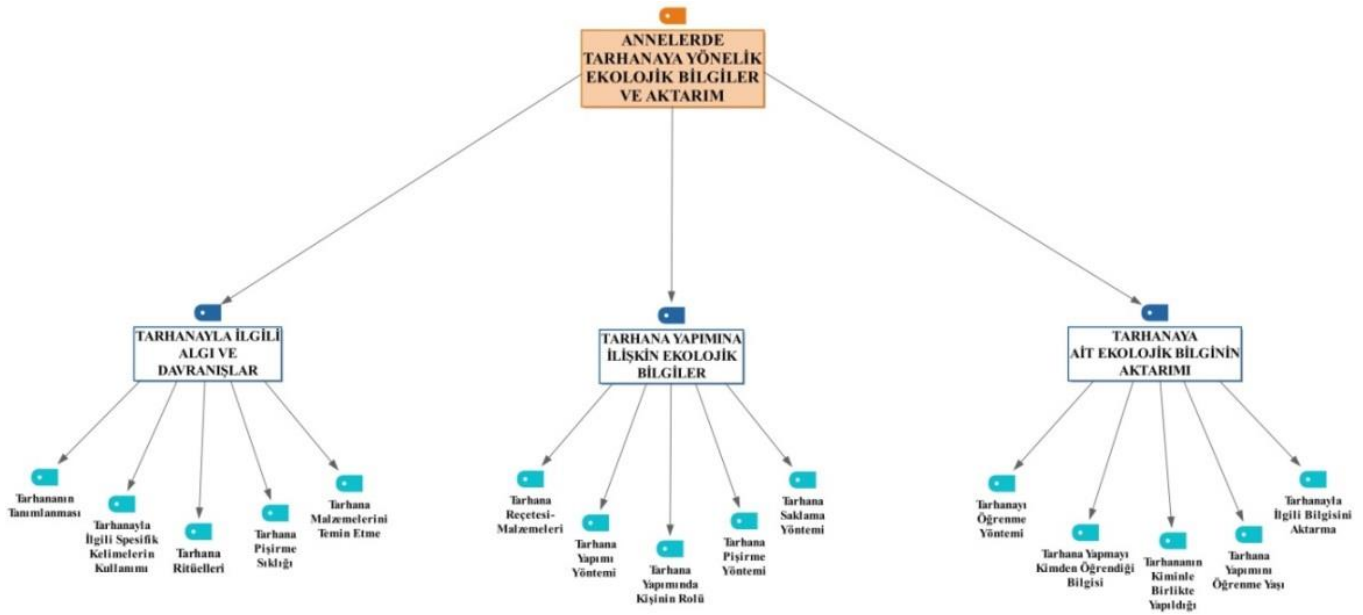 ANNELERDE
TARHANAYA YÖNELİK
EKOLOJİK BİLGİLER
VE AKTARIM
TARHANAYLA İLGİLİ
ALGI VE
DAVRANIŞLAR
TARHANA YAPIMINA
İLİŞKİN EKOLOJİK
BİLGİLER
TARHANAYA
AİT EKOLOJİK BİLGİNİN
AKTARIMI
Tarhananın
Tanımlanması
Tarhanayla
İlgili Spesifik
Kelimelerin
Kullanımı
Tarhana
Ritüelleri
Tarhana
Pişirme
Sıklığı
Tarhana
Malzemelerini
Temin Etme
Tarhana
Reçetesi-
Malzemeleri
Tarhana
Yapımı
Yöntemi
Tarhana
Yapımında
Kişinin Rolü
Tarhana
Pişirme
Yöntemi
Tarhana
Saklama
Yöntemi
Tarhanayı
Öğrenme
Yöntemi
Tarhana Yapmayı
Kimden Öğrendiği
Bilgisi
Tarhananın
Kiminle
Birlikte
Yapıldığı
Tarhana
Yapımını
Öğrenme Yaşı
Tarhanayla
İlgili Bilgisini
Aktarma